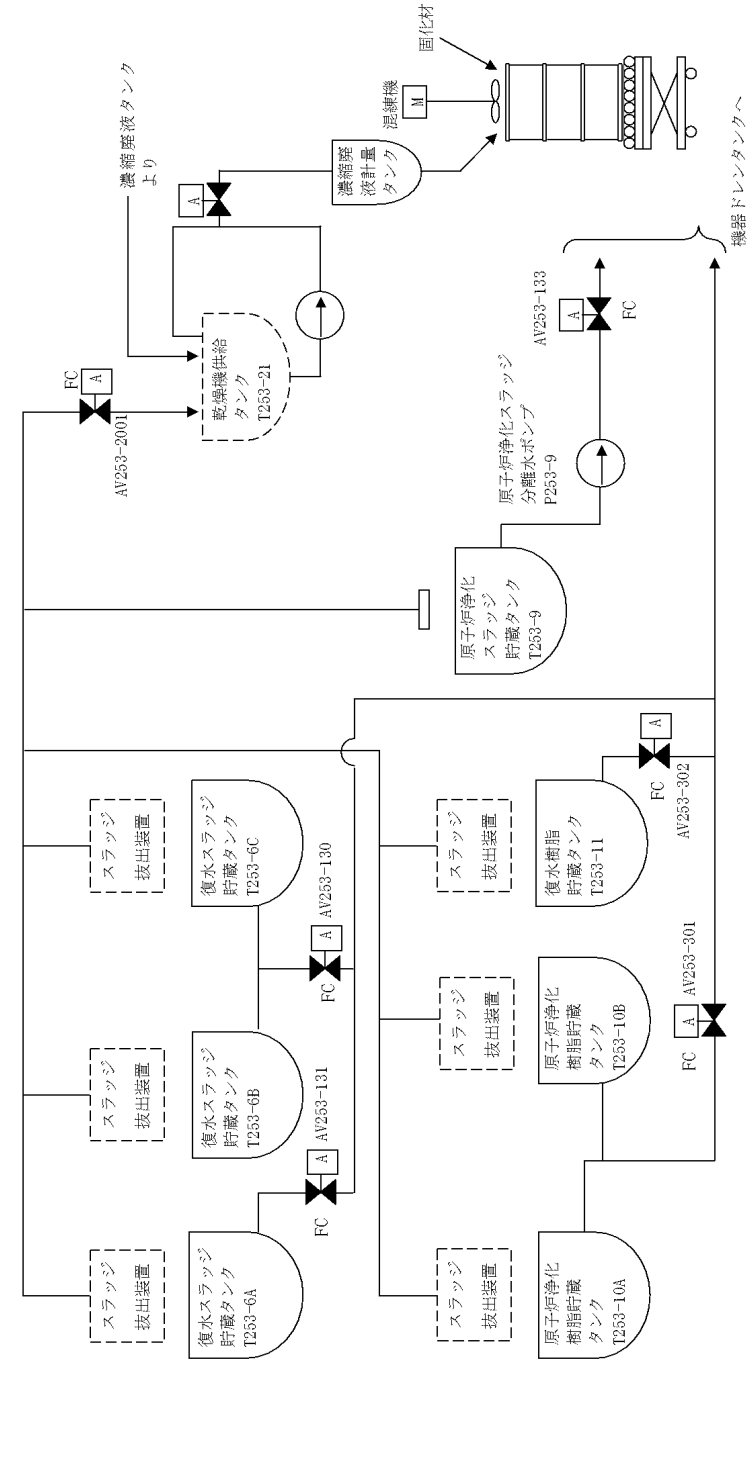 スラッジ
抜出装置
スラッジ
抜出装置
スラッジ
抜出装置
復水スラッジ
貯蔵タンク
T253-6A
復水スラッジ
貯蔵タンク
T253-6B
復水スラッジ
貯蔵タンク
T253-6C
FC
A
AV253-131
FC
A
AV253-130
スラッジ
抜出装置
スラッジ
抜出装置
スラッジ
抜出装置
原子炉浄化
樹脂貯蔵
タンク
T253-10A
原子炉浄化
樹脂貯蔵
タンク
T253-10B
復水樹脂
貯蔵タンク
T253-11
FC
A
AV253-301
FC
A
AV253-302
原子炉浄化
スラッジ
貯蔵タンク
T253-9
原子炉浄化スラッジ
分離水ポンプ
P253-9
AV253-133
A
FC
機器ドレンタンクへ
FC
A
AV253-2001
濃縮廃液タンク
より
乾燥機供給
タンク
T253-21
A
濃縮廃
液計量
タンク
混練機
M
固化材